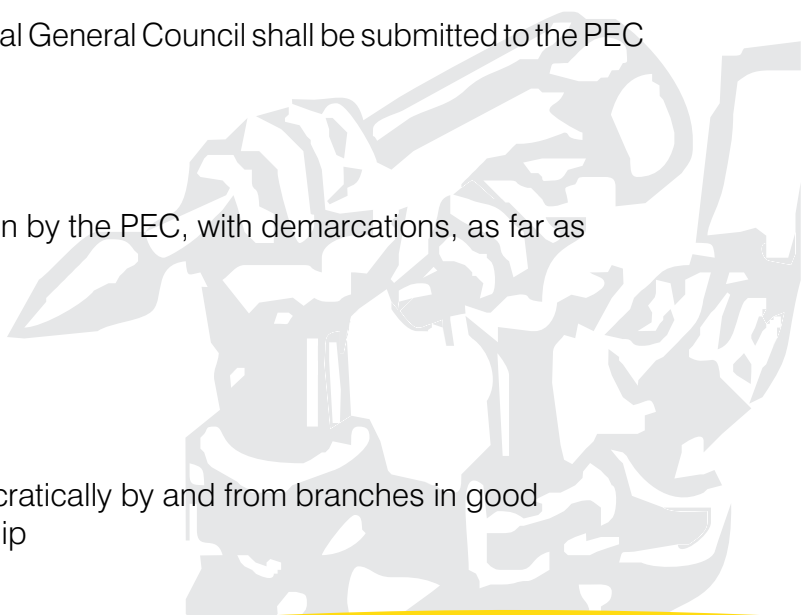 al General Council shall be submitted to the PEC
n by the PEC, with demarcations, as far as
cratically by and from branches in good
ip